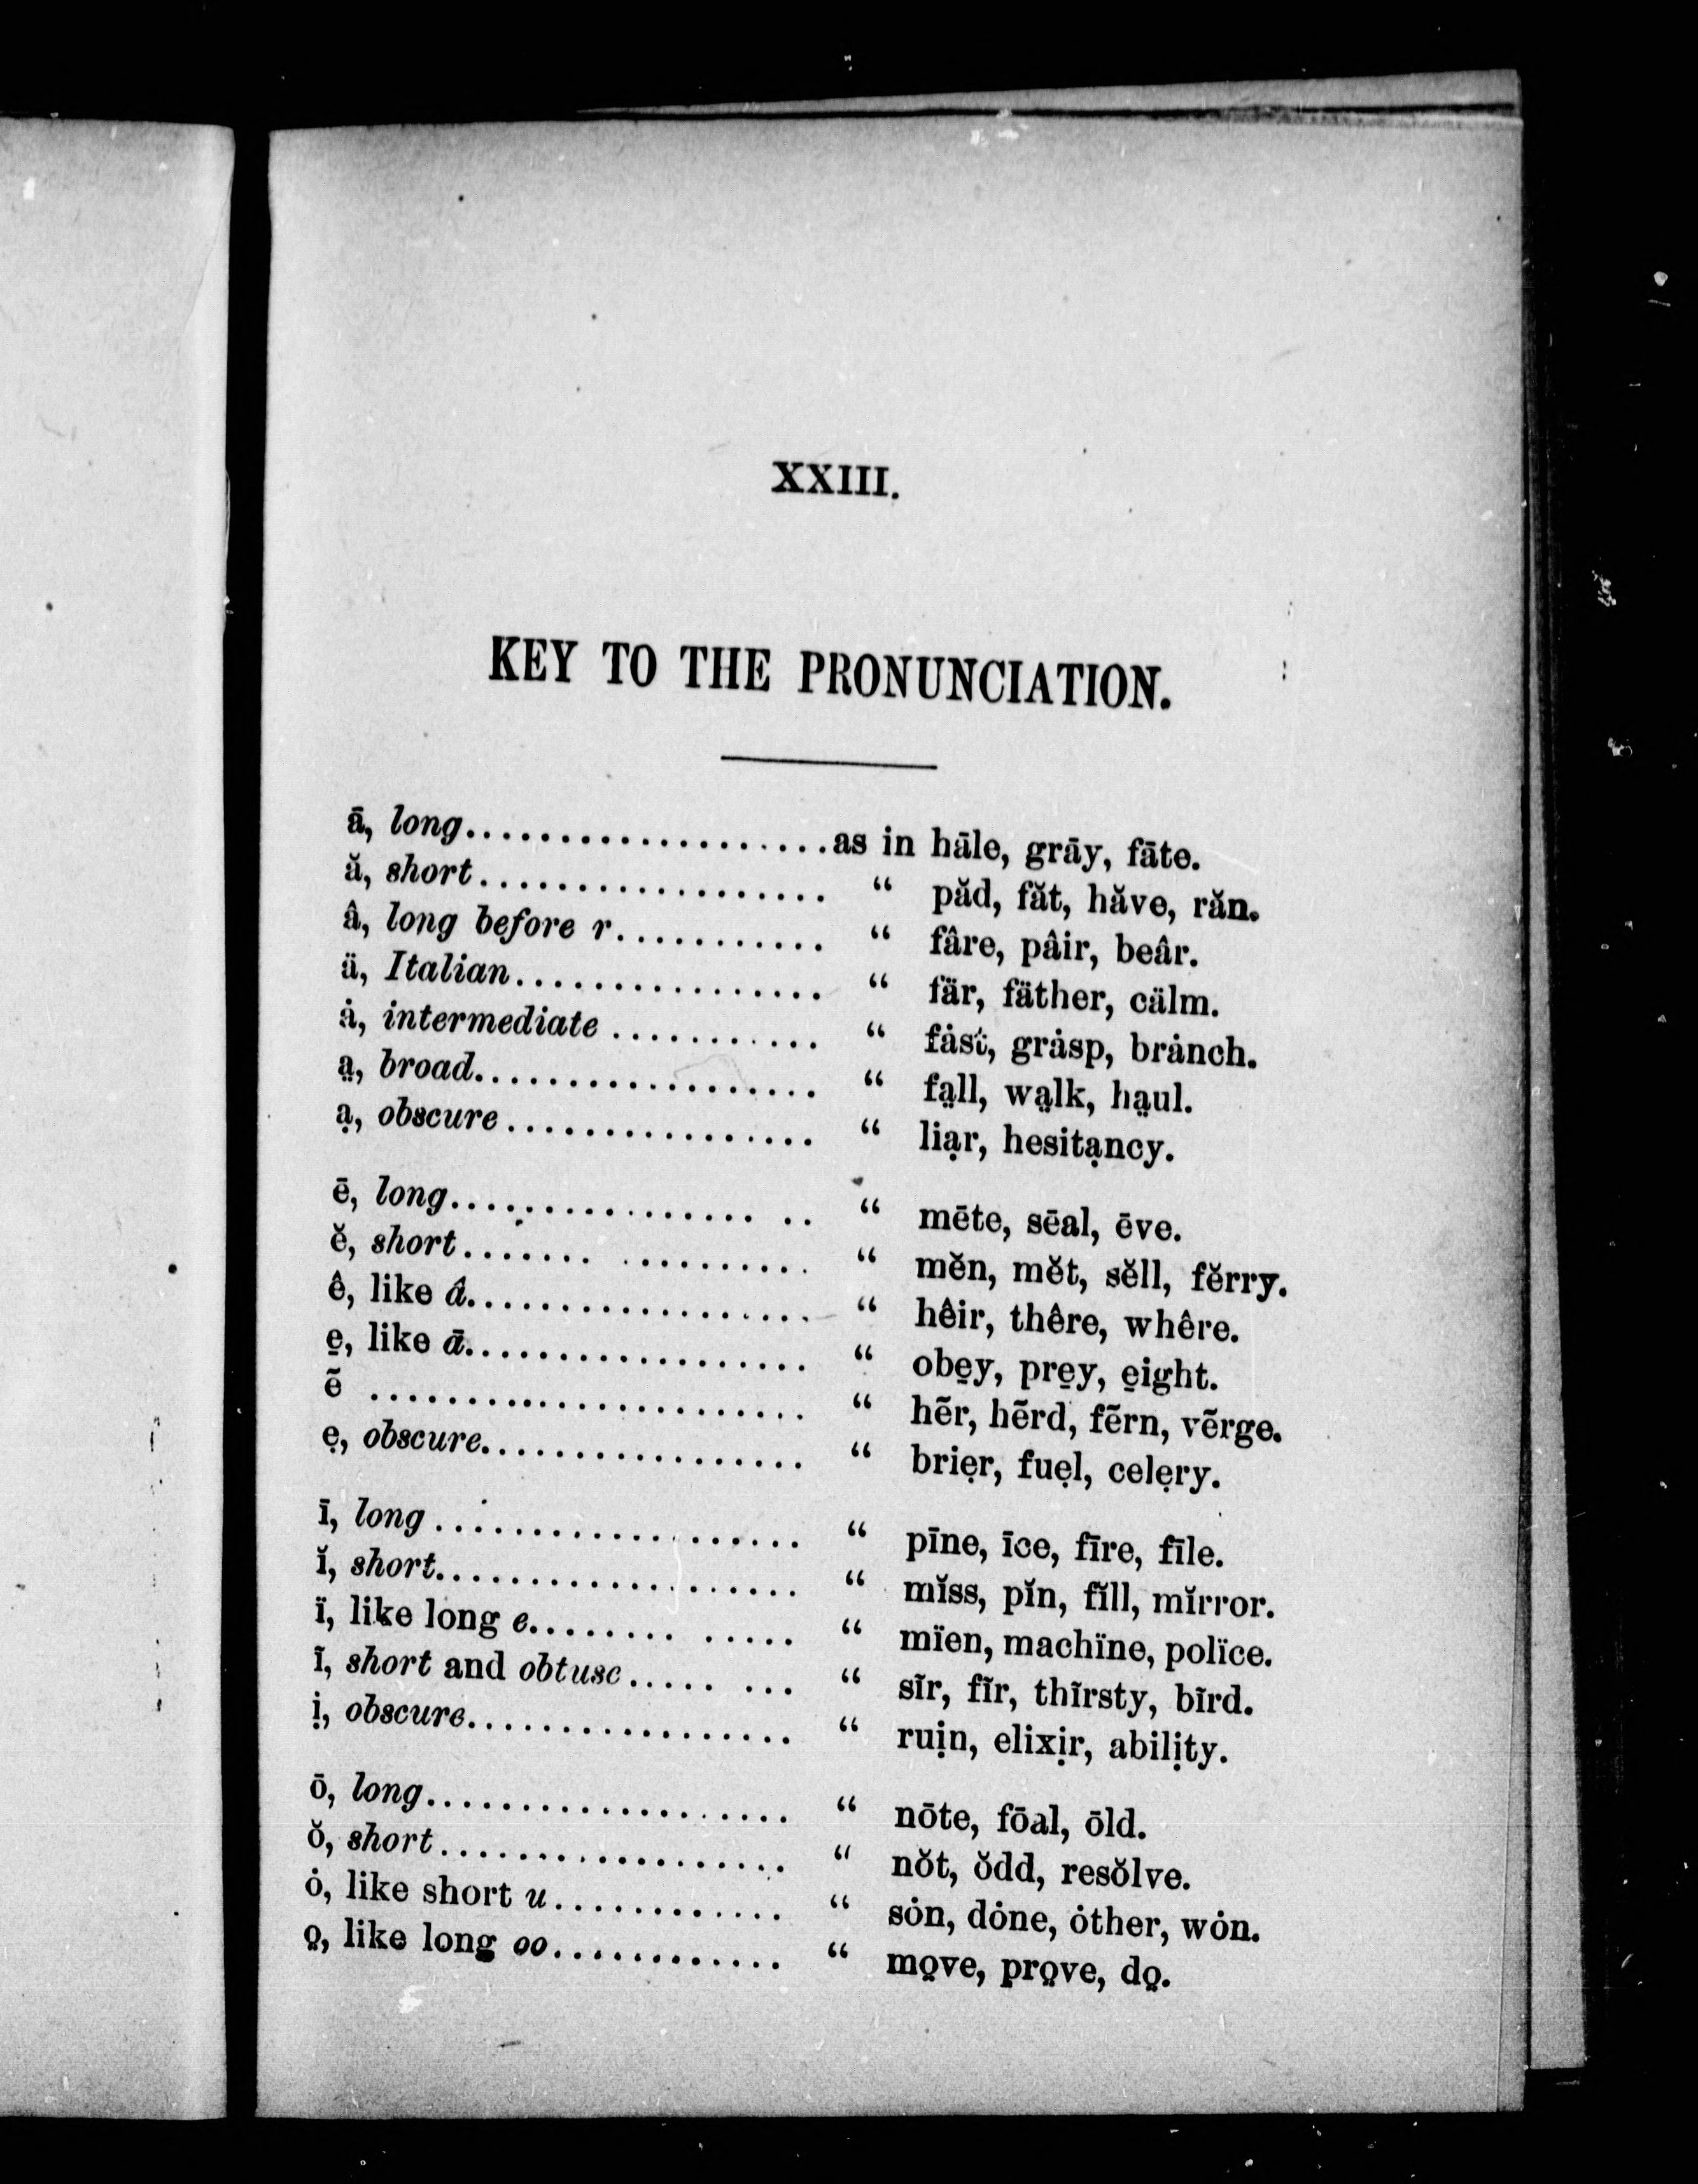 XXIII.
KEY TO THE PRONUNCIATION.
ā, long....................as in hāle, grāy, fāte.
ă, short................... “ păd, făt, hăve, răn.
â, long before r........... “ fâre, pâir, beâr.
ä, Italian................. “ fär, fäther, cälm.
ȧ, intermediate ........... “ fȧst, grȧsp, brȧnch.
a̤, broad................... “ fa̤ll, wa̤lk, ha̤ul.
ạ, obscure ................. “ liạr, hesitạncy.
ē, long................. .. “ mēte, sēal, ēve.
ĕ, short....... .......... “ mĕn, mĕt, sĕll, fĕrry.
ê, like â................... “ hêir, thêre, whêre.
e̱, like ā................... “ obe̱y, pre̱y, e̱ight.
ẽ ........................ “ hẽr, hẽrd, fẽrn, vẽrge.
ẹ, obscure.................. “ briẹr, fuẹl, celẹry.
ī, long .................... “ pīne, īce, fīre, fīle.
ĭ, short.................... “ mĭss, pĭn, fĭll, mĭrror.
ï, like long e........ ..... “ mïen, machïne, polïce.
ĩ, short and obtuse..... ... “ sĩr, fĩr, thĩrsty, bĩrd.
ị, obscure.................. “ ruịn, elixịr, abilịty.
ō, long.................... “ nōte, fōal, ōld.
ŏ, short................... “ nŏt, ŏdd, resŏlve.
ȯ, like short u............. “ sȯn, dȯne, ȯther, wȯn.
o̤, like long oo............. “ mo̤ve, pro̤ve, do̤.